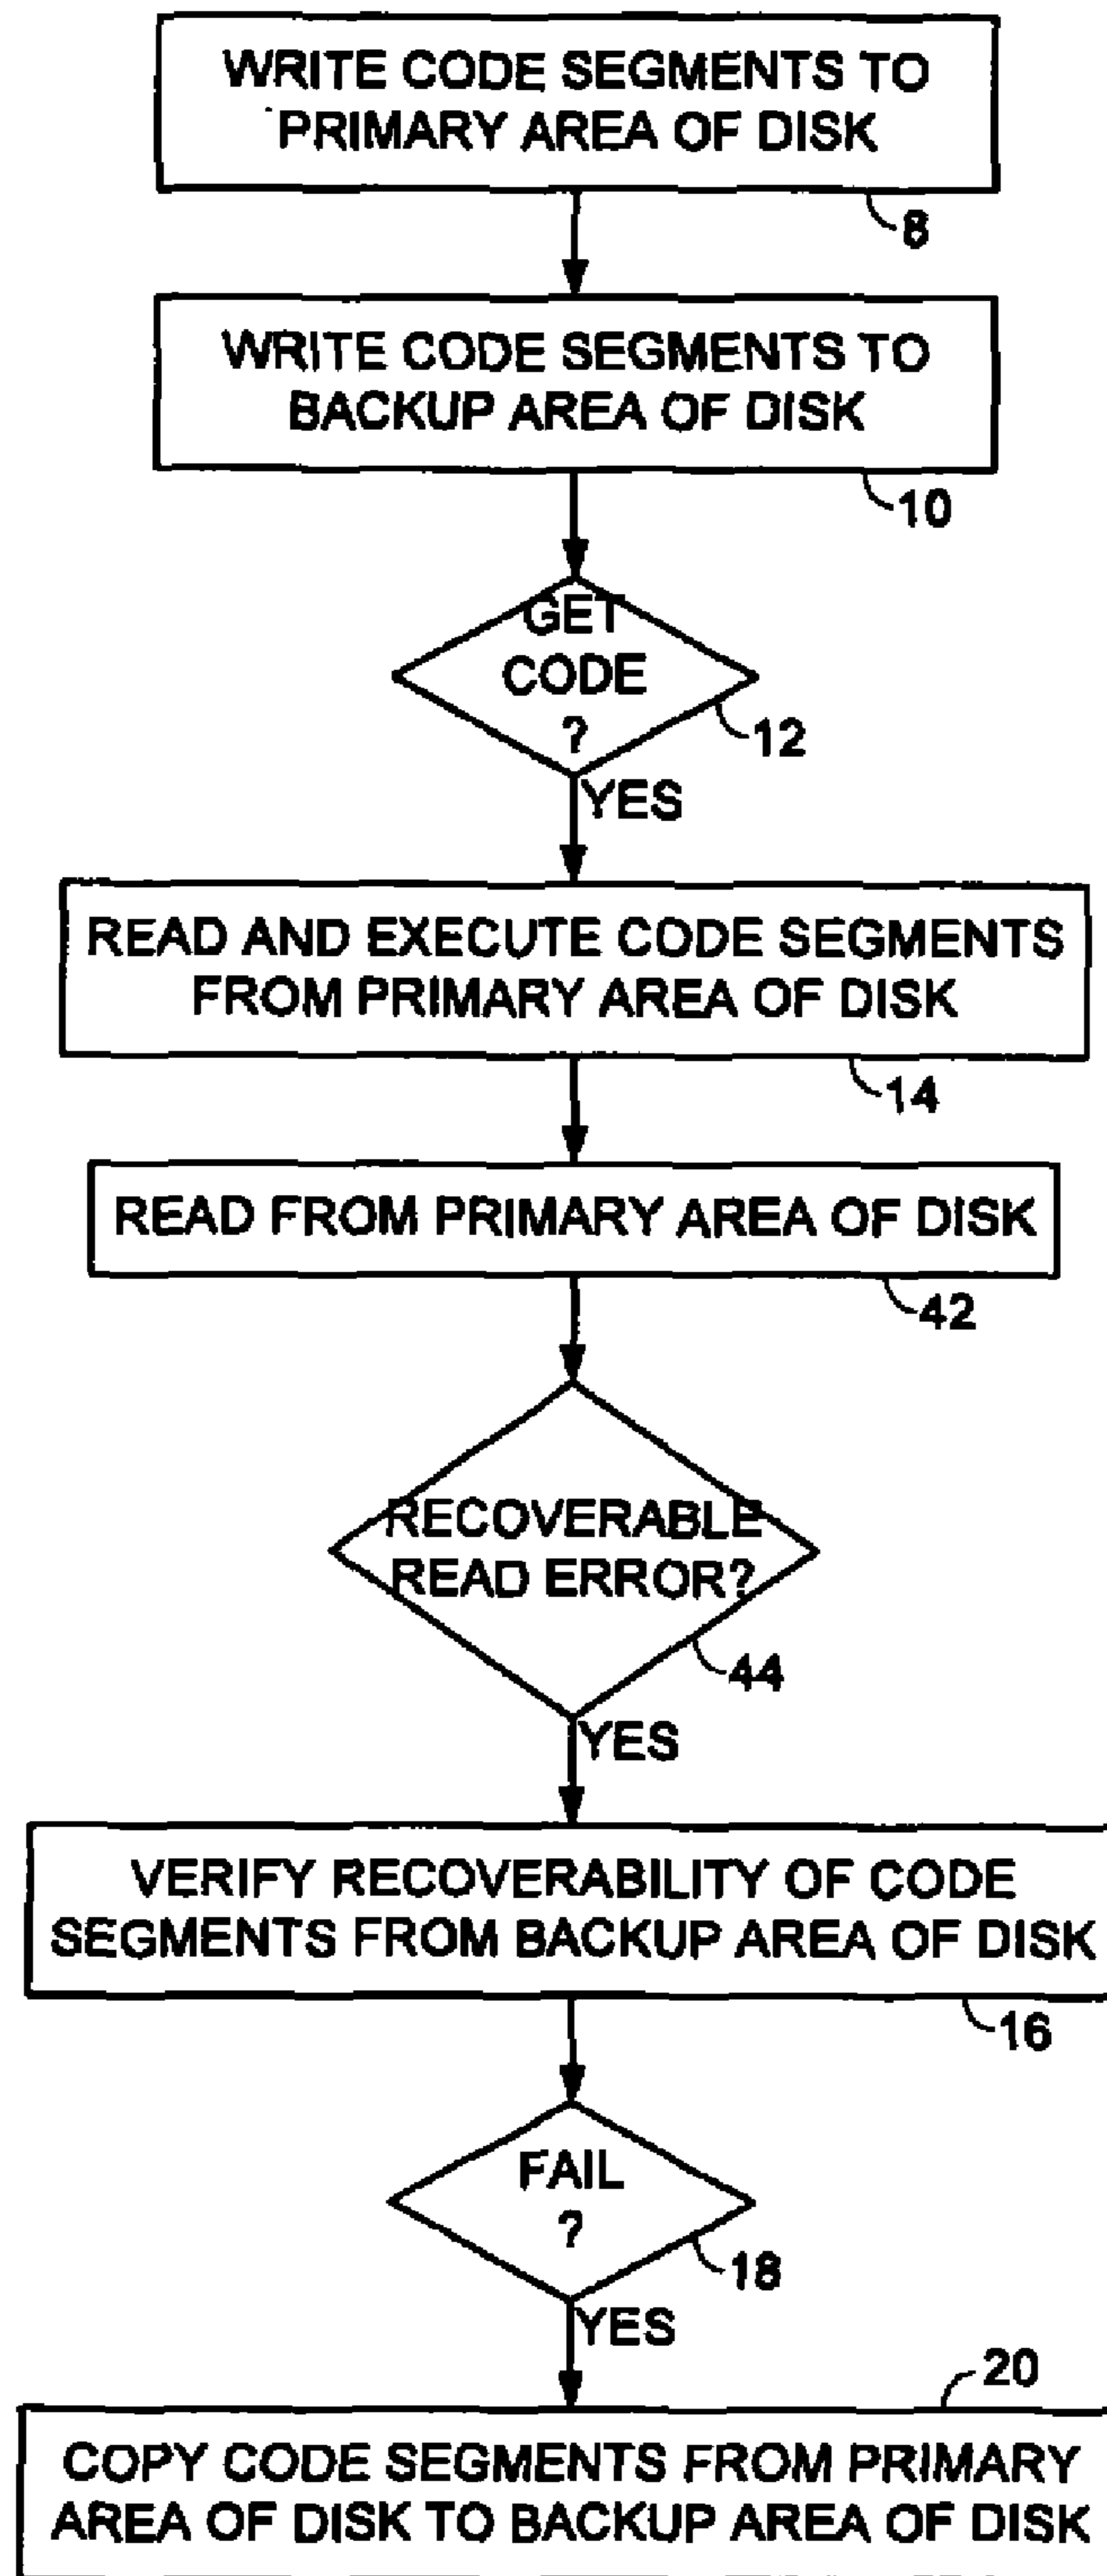 WRITE CODE SEGMENTS TO
PRIMARY AREA OF DISK
8
WRITE CODE SEGMENTS TO
BACKUP AREA OF DISK
10
GET
CODE
?
12
YES
READ AND EXECUTE CODE SEGMENTS
FROM PRIMARY AREA OF DISK
14
READ FROM PRIMARY AREA OF DISK
42
RECOVERABLE
READ ERROR?
44
YES
VERIFY RECOVERABILITY OF CODE
SEGMENTS FROM BACKUP AREA OF DISK
16
FAIL
?
18
YES
20
COPY CODE SEGMENTS FROM PRIMARY
AREA OF DISK TO BACKUP AREA OF DISK